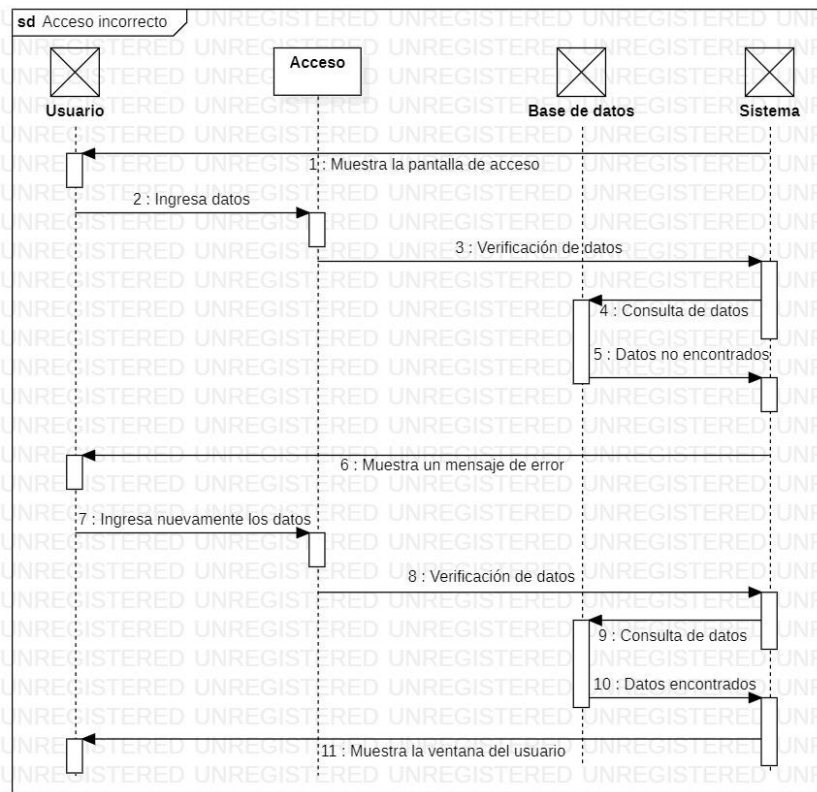 sd Acceso incorrecto
Usuario
Acceso
Base de datos
Sistema
1 : Muestra la pantalla de acceso
2 : Ingresa datos
3 : Verificación de datos
4 : Consulta de datos
5 : Datos no encontrados
6 : Muestra un mensaje de error
7 : Ingresa nuevamente los datos
8 : Verificación de datos
9 : Consulta de datos
10 : Datos encontrados
11 : Muestra la ventana del usuario
UNREGISTERED